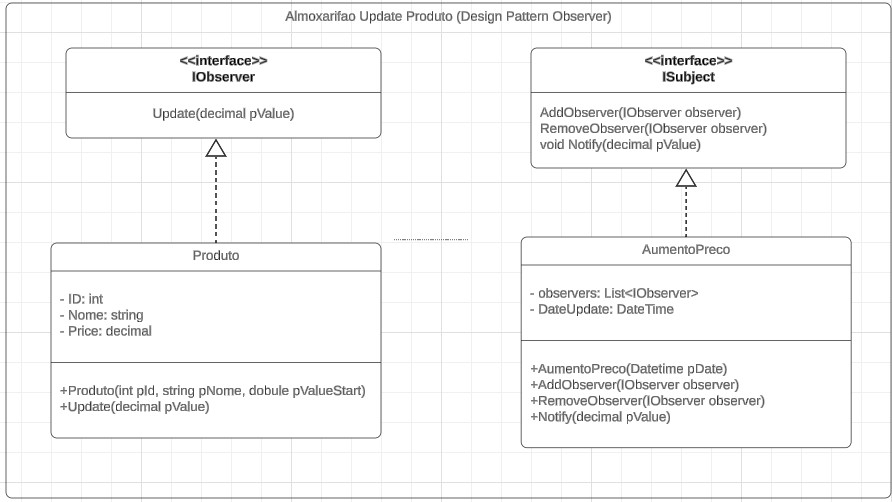 Almoxarifao Update Produto (Design Pattern Observer)
<<interface>>
IObserver
Update(decimal pValue)
<<interface>>
ISubject
AddObserver(IObserver observer)
RemoveObserver(IObserver observer)
void Notify(decimal pValue)
Produto
- ID: int
- Nome: string
- Price: decimal
+Produto(int pId, string pNome, dobule pValueStart)
+Update(decimal pValue)
AumentoPreco
- observers: List<IObserver>
- DateUpdate: DateTime
+AumentoPreco(Datetime pDate)
+AddObserver(IObserver observer)
+RemoveObserver(IObserver observer)
+Notify(decimal pValue)